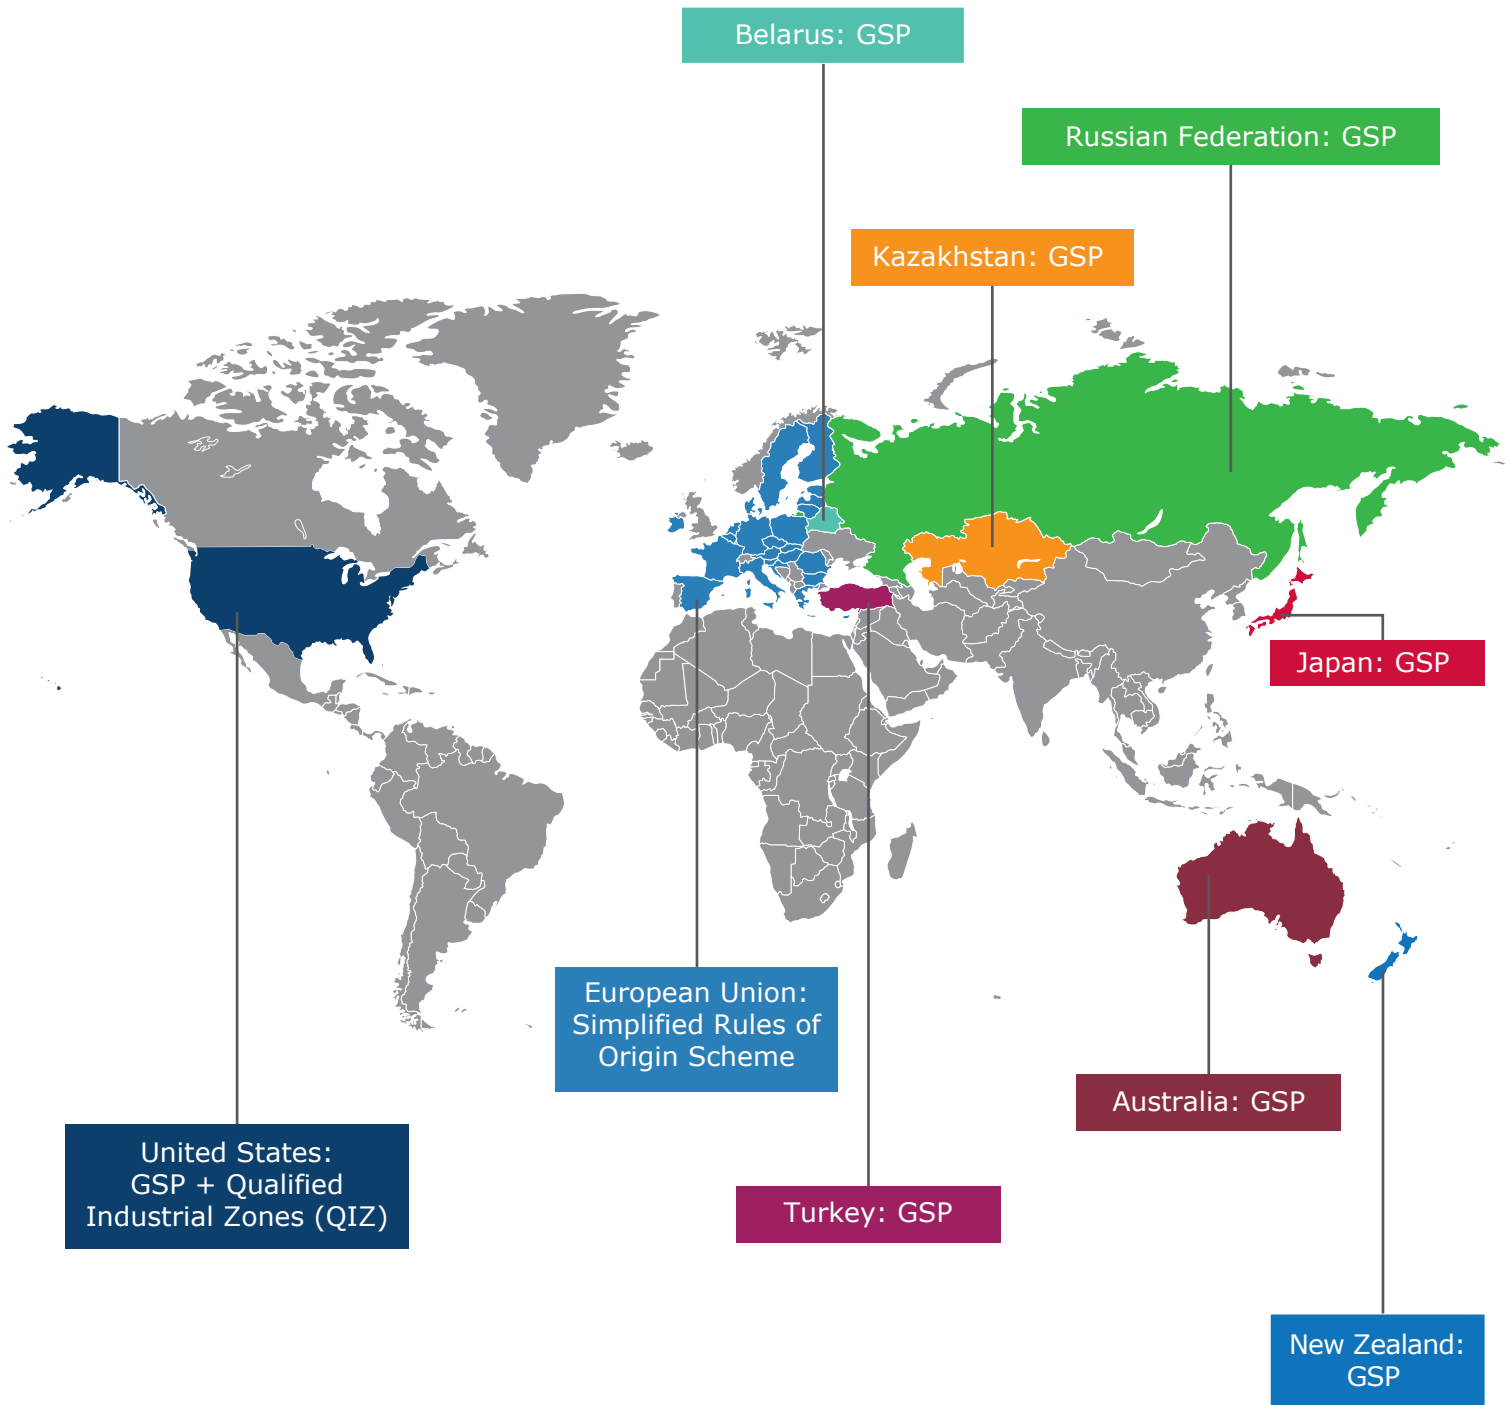 Belarus: GSP
Russian Federation: GSP
Kazakhstan: GSP
Japan: GSP
European Union:
Simplified Rules of
Origin Scheme
Australia: GSP
United States:
GSP + Qualified
Industrial Zones (QIZ)
Turkey: GSP
New Zealand:
GSP